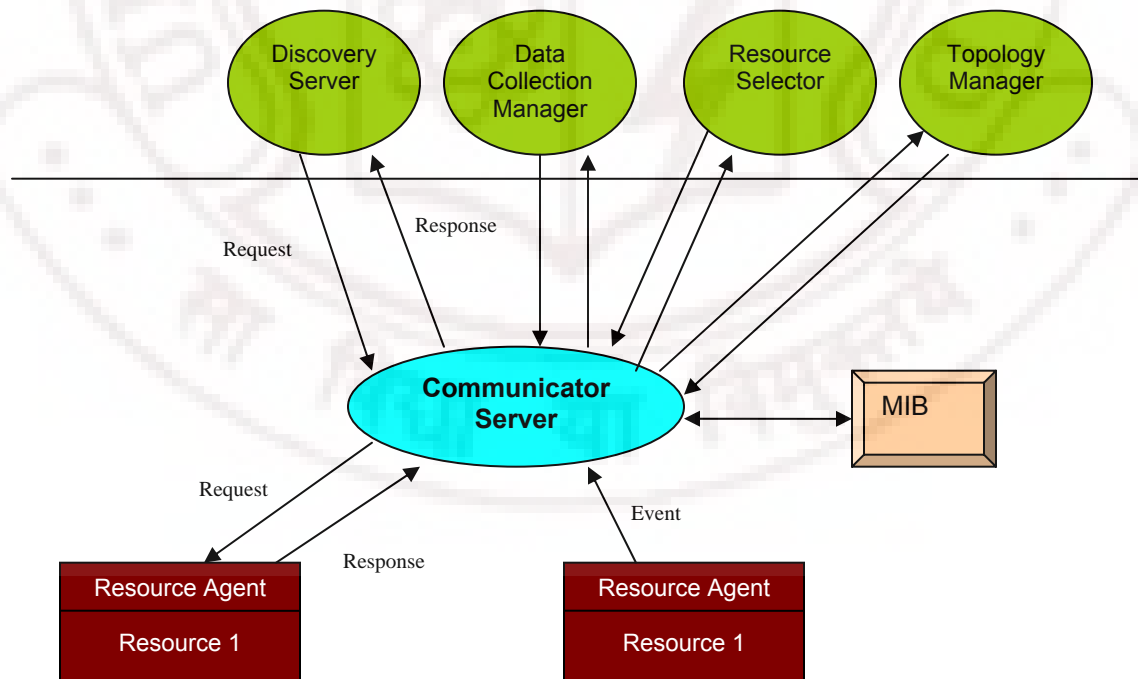 Discovery
Server
Data
Collection
Manager
Resource
Selector
Topology
Manager
Response
Request
Communicator
Server
MIB
Request
Event
Response
Resource Agent
Resource 1
Resource Agent
Resource 1